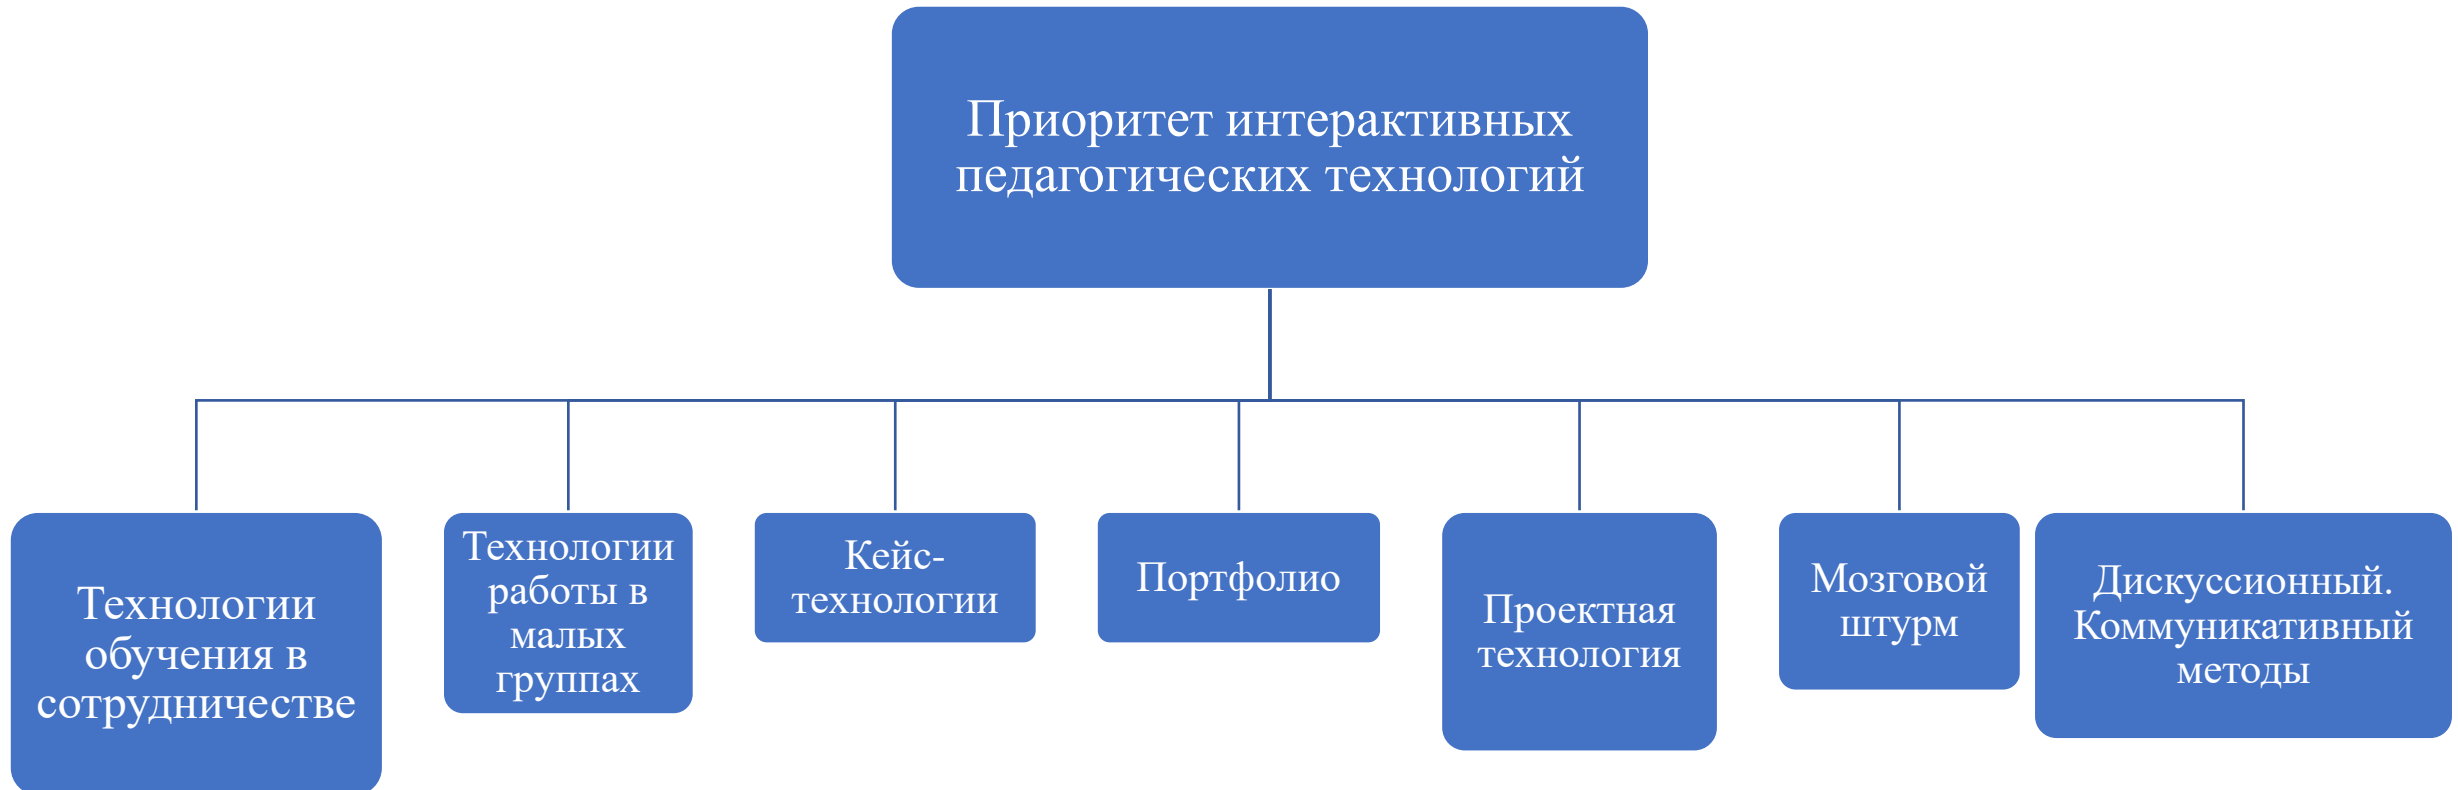 Приоритет интерактивных
педагогических технологий
Технологии
обучения в
сотрудничестве
Технологии
работы в
малых
группах
Кейс-
технологии
Портфолио
Проектная
технология
Мозговой
штурм
Дискуссионный.
Коммуникативный
методы